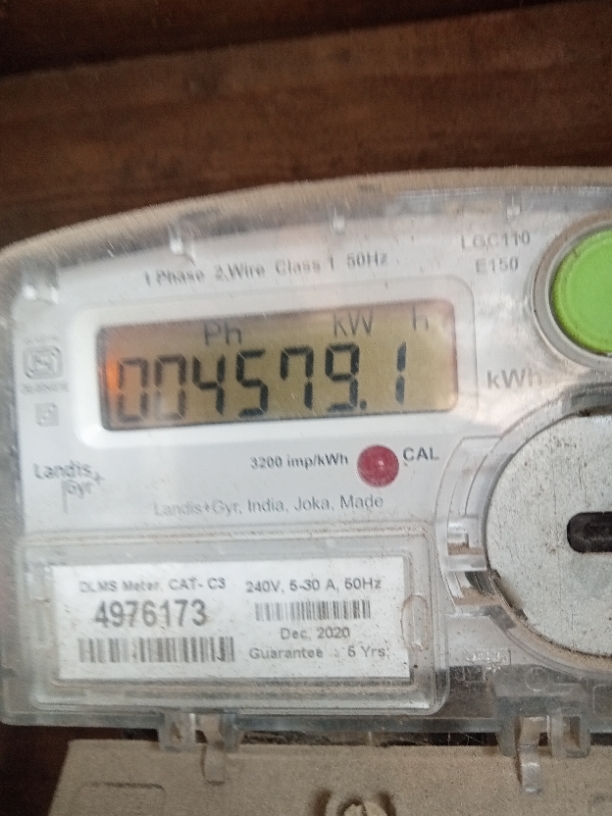 LGC110
E150
1 Phase 2 Wire Class 1 50Hz
Ph kW h
004579.1
kWh
3200 imp/kWh CAL
Landis+
Gyr
Landis+Gyr, India, Joka, Made
DLMS Meter, CAT- C3 240V, 5-30 A, 50Hz
4976173
Dec, 2020
Guarantee : 5 Yrs.